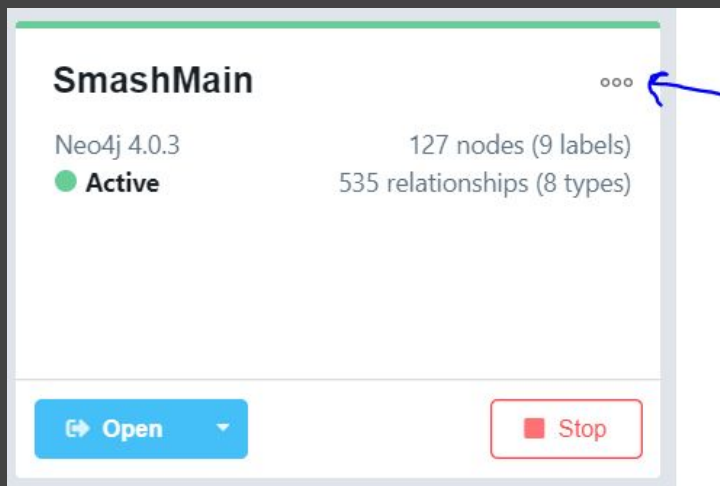 SmashMain
Neo4j 4.0.3
127 nodes (9 labels)
Active
535 relationships (8 types)
Open
Stop